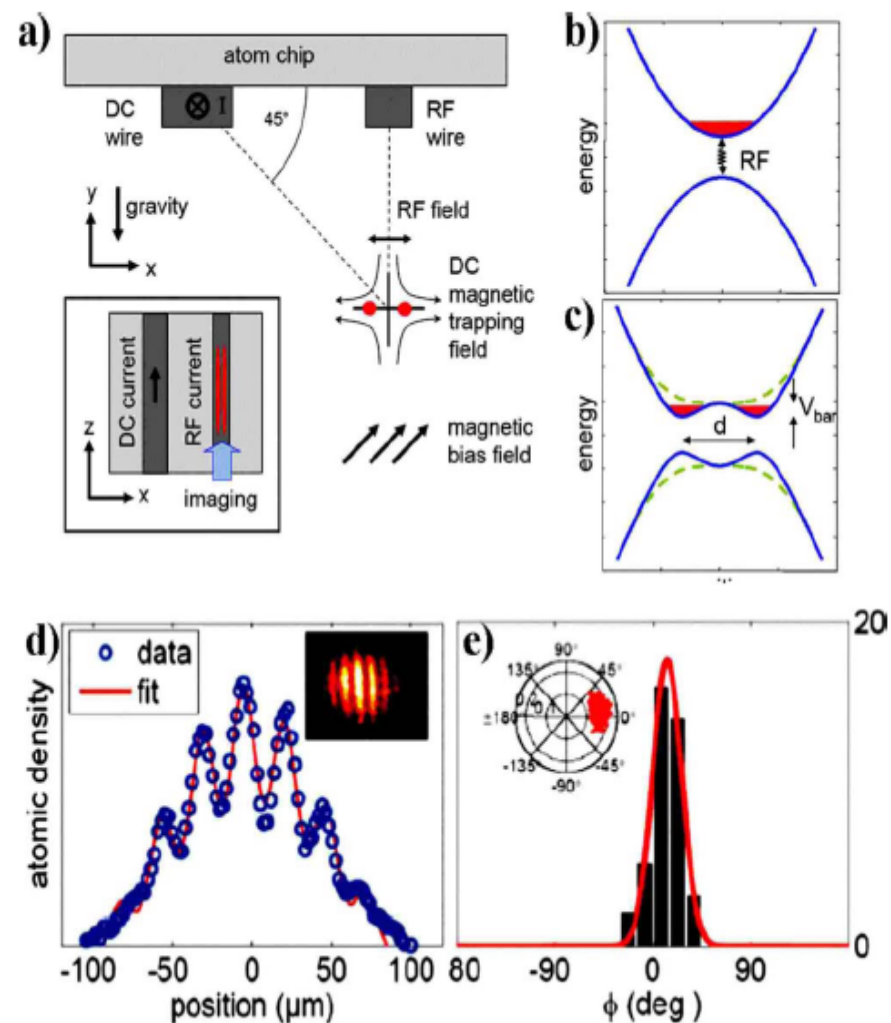 a)
atom chip
DC wire
I
45°
RF wire
y
gravity
x
RF field
DC magnetic trapping field
magnetic bias field
DC current
RF current
z
x
imaging
b)
energy
RF
c)
energy
d
V bar
d)
data
fit
atomic density
-100 -50 0 50 100
position (μm)
e)
20
0
90°
135°
45°
0°
-135°
-45°
-90°
80 -90 0 90
ϕ (deg )